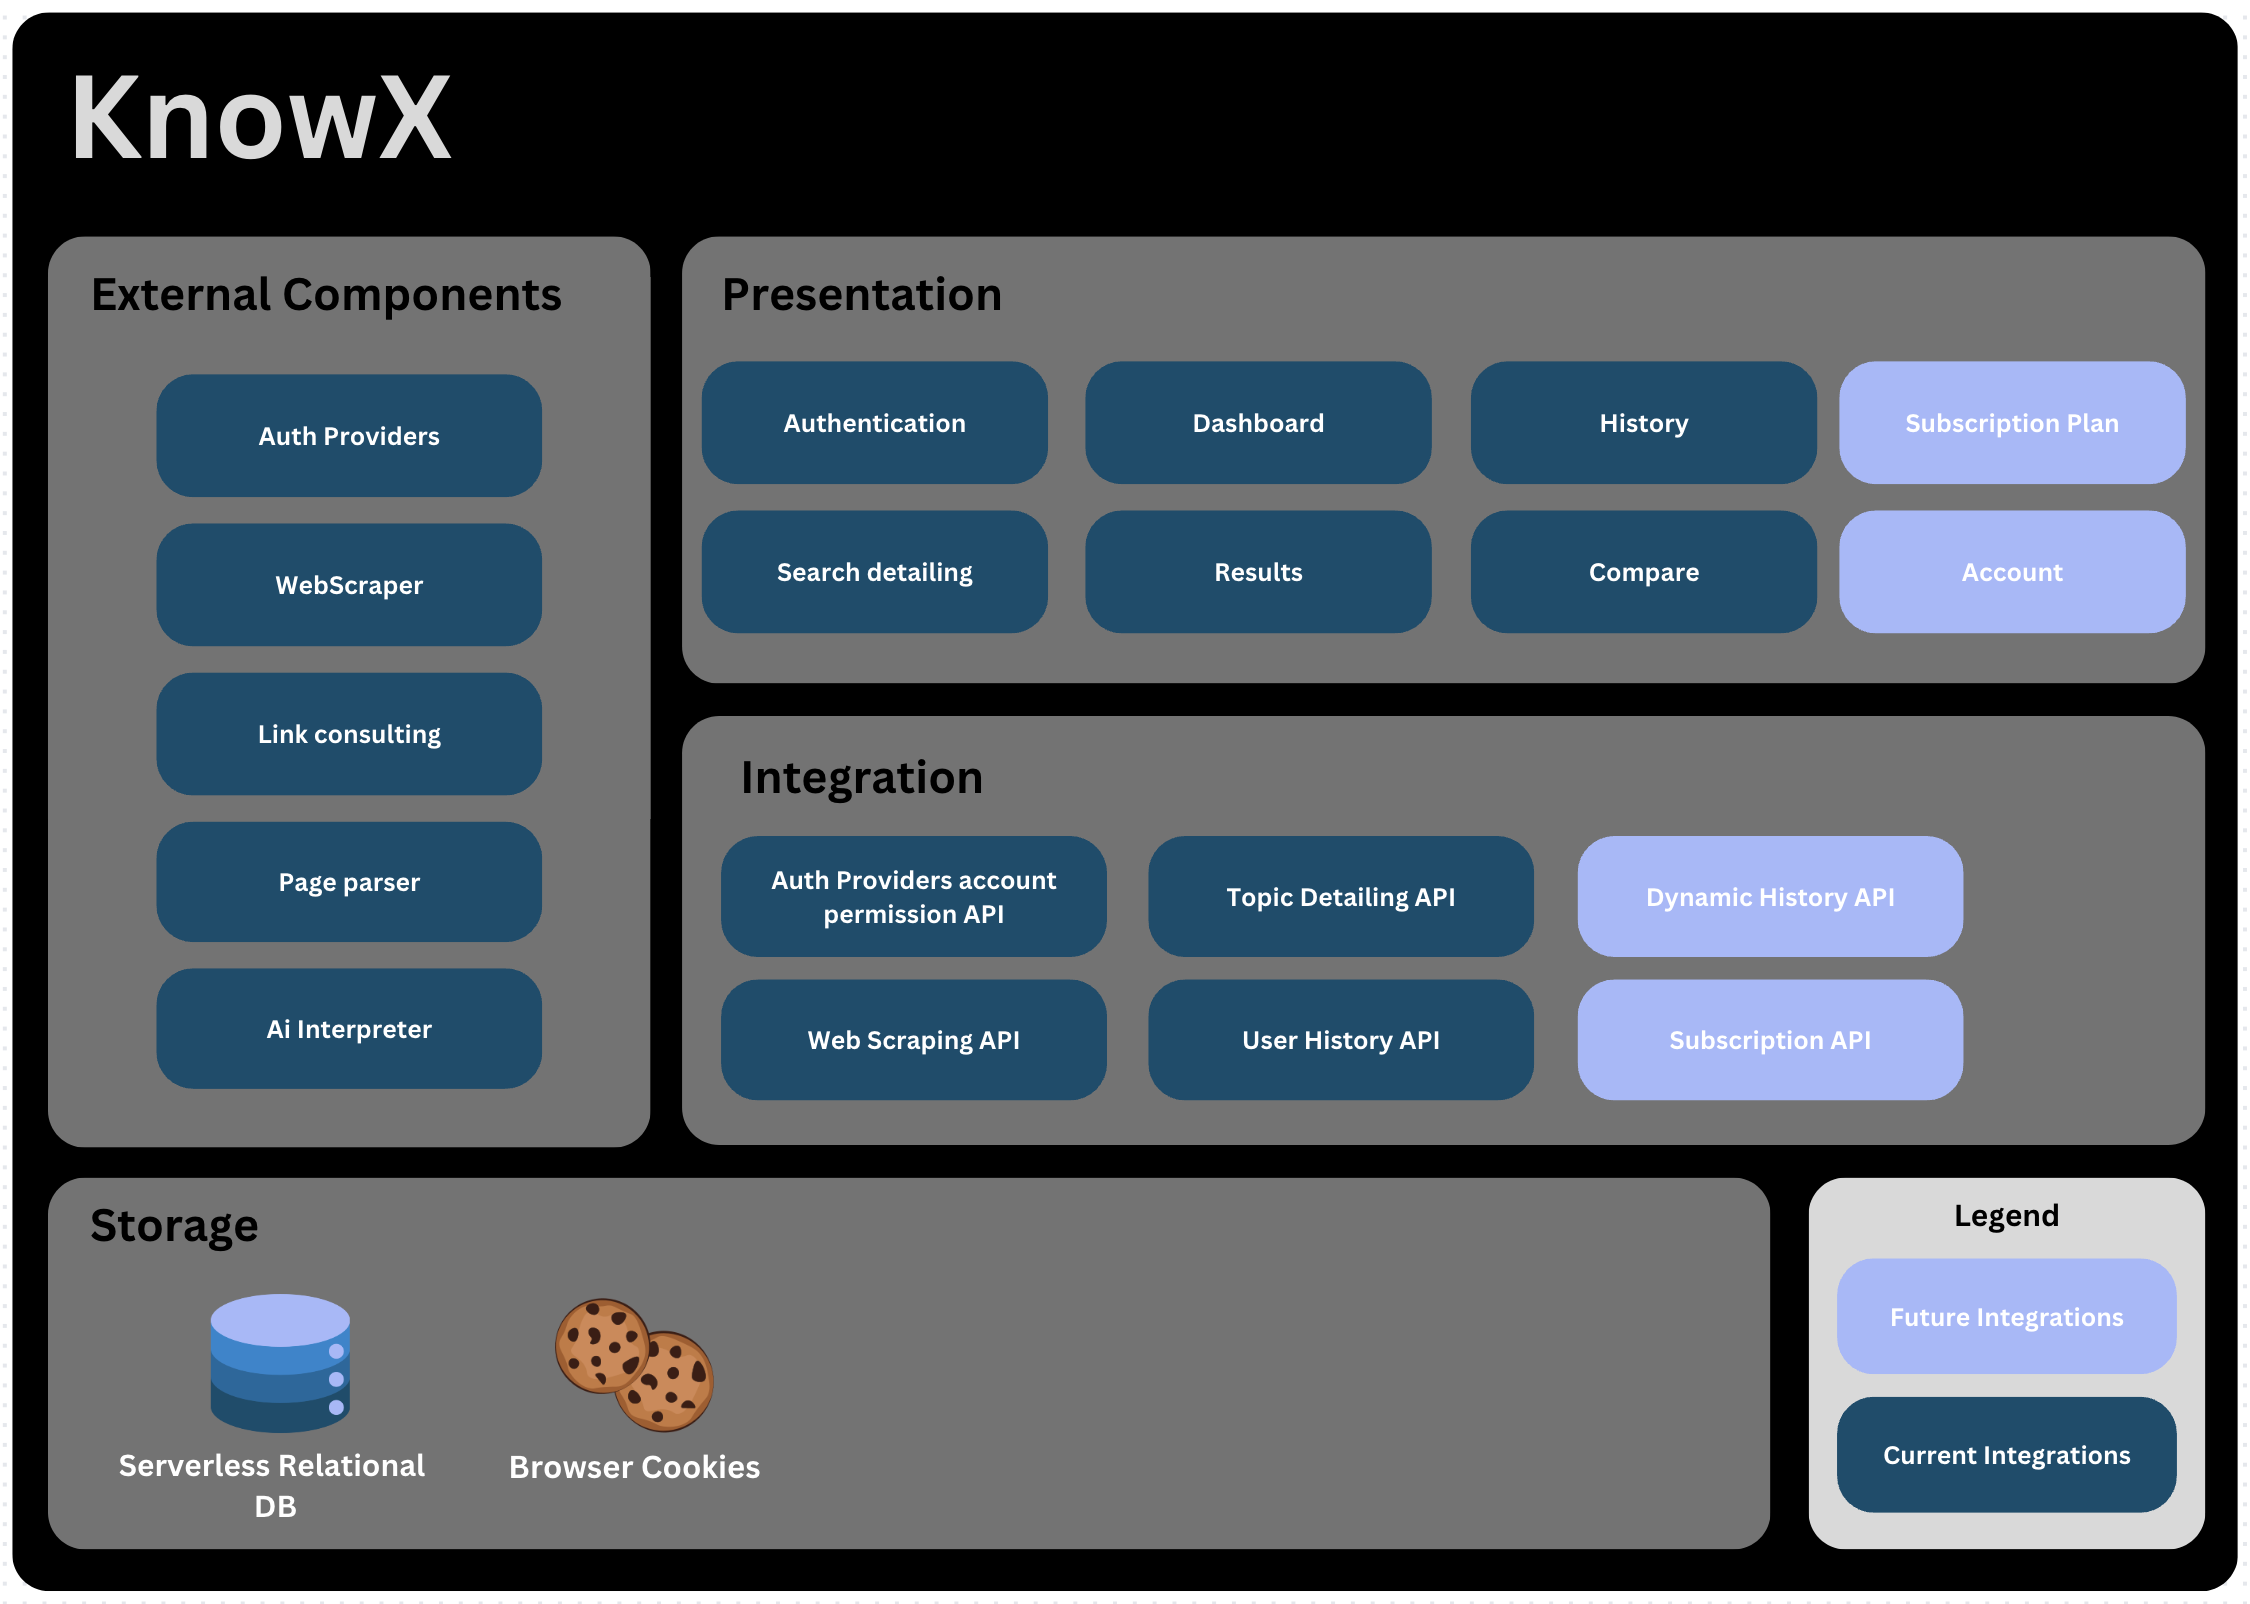 KnowX
External Components
Auth Providers
WebScraper
Link consulting
Page parser
Ai Interpreter
Presentation
Authentication
Dashboard
History
Subscription Plan
Search detailing
Results
Compare
Account
Integration
Auth Providers account
permission API
Topic Detailing API
Dynamic History API
Web Scraping API
User History API
Subscription API
Storage
Serverless Relational
DB
Browser Cookies
Legend
Future Integrations
Current Integrations